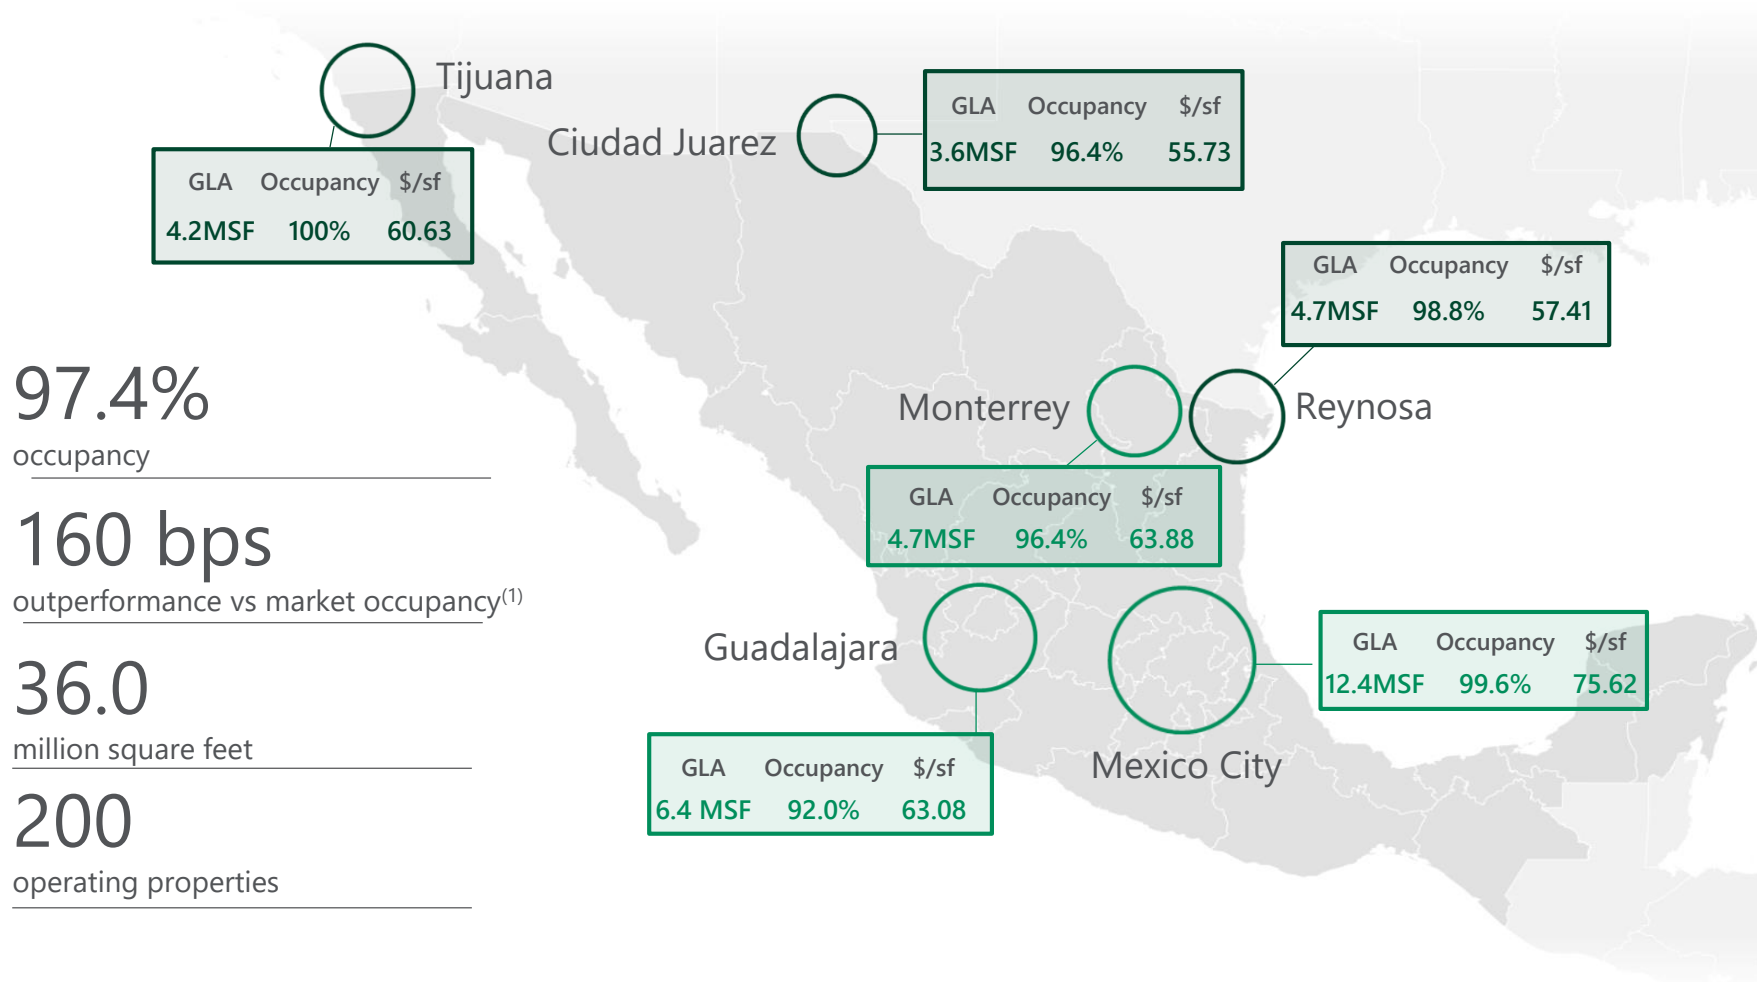 Tijuana
GLA Occupancy $/sf
4.2MSF 100% 60.63
Ciudad Juarez
GLA Occupancy $/sf
3.6MSF 96.4% 55.73
GLA Occupancy $/sf
4.7MSF 98.8% 57.41
Reynosa
Monterrey
GLA Occupancy $/sf
4.7MSF 96.4% 63.88
97.4%
occupancy
160 bps
outperformance vs market occupancy(1)
36.0
million square feet
200
operating properties
Guadalajara
GLA Occupancy $/sf
6.4 MSF 92.0% 63.08
GLA Occupancy $/sf
12.4MSF 99.6% 75.62
Mexico City